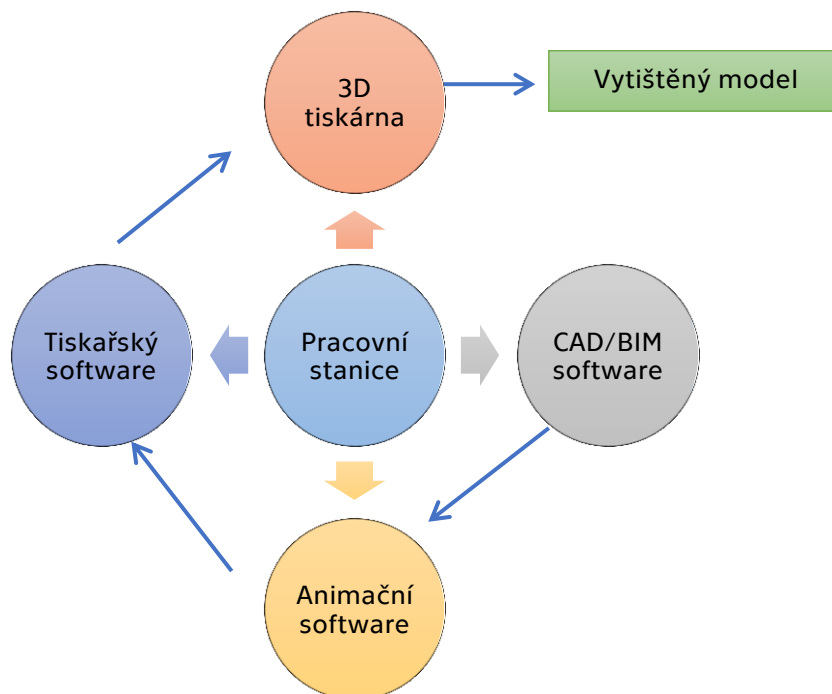 3D
tiskárna
Vytištěný model
Tiskařský
software
Pracovní
stanice
CAD/BIM
software
Animační
software